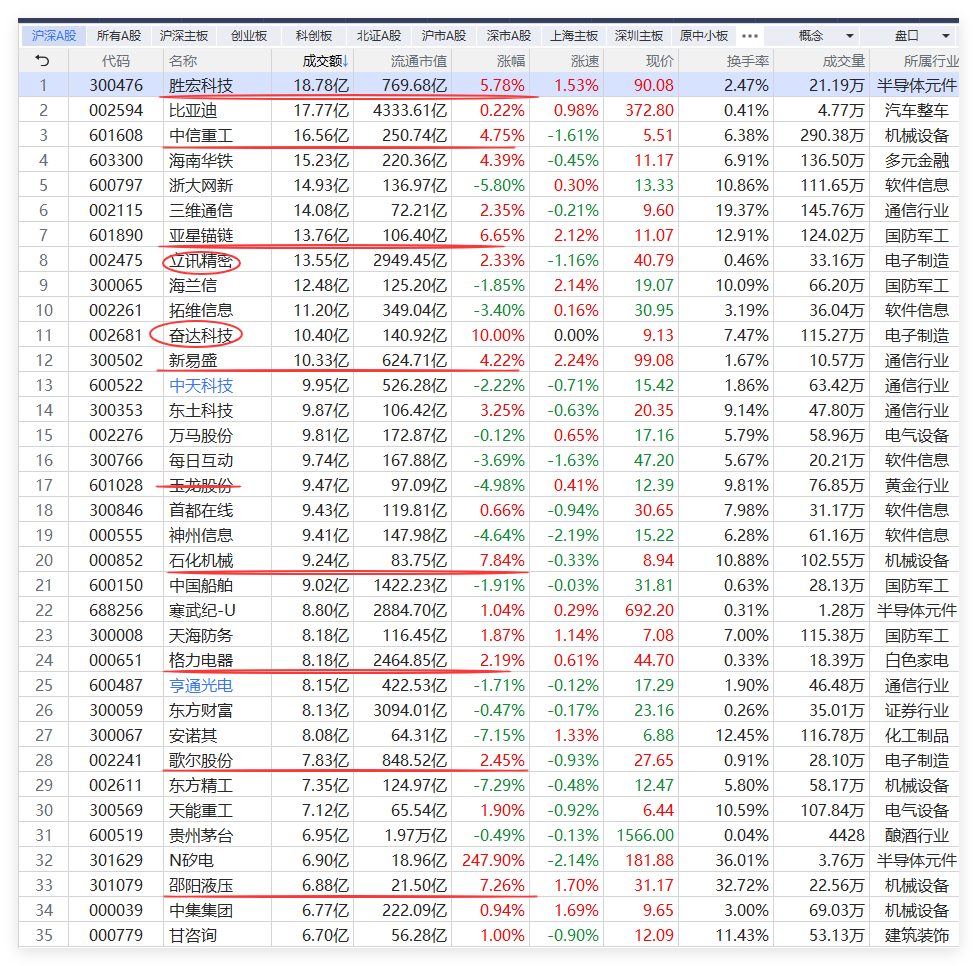 沪深A股 所有A股 沪深主板 创业板 科创板 北证A股 沪市A股 深市A股 上海主板 深圳主板 原中小板 ••• 概念 盘口
代码 名称 成交额↓ 流通市值 涨幅 涨速 现价 换手率 成交量 所属行业
1 300476 胜宏科技 18.78亿 769.68亿 5.78% 1.53% 90.08 2.47% 21.19万 半导体元件
2 002594 比亚迪 17.77亿 4333.61亿 0.22% 0.98% 372.80 0.41% 4.77万 汽车整车
3 601608 中信重工 16.56亿 250.74亿 4.75% -1.61% 5.51 6.38% 290.38万 机械设备
4 603300 海南华铁 15.23亿 220.36亿 4.39% -0.45% 11.17 6.91% 136.50万 多元金融
5 600797 浙大网新 14.93亿 136.97亿 -5.80% 0.30% 13.33 10.86% 111.65万 软件信息
6 002115 三维通信 14.08亿 72.21亿 2.35% -0.21% 9.60 19.37% 145.76万 通信行业
7 601890 亚星锚链 13.76亿 106.40亿 6.65% 2.12% 11.07 12.91% 124.02万 国防军工
8 002475 立讯精密 13.55亿 2949.45亿 2.33% -1.16% 40.79 0.46% 33.16万 电子制造
9 300065 海兰信 12.48亿 125.20亿 -1.85% 2.14% 19.07 10.09% 66.20万 国防军工
10 002261 拓维信息 11.20亿 349.04亿 -3.40% 0.16% 30.95 3.19% 36.04万 软件信息
11 002681 奋达科技 10.40亿 140.92亿 10.00% 0.00% 9.13 7.47% 115.27万 电子制造
12 300502 新易盛 10.33亿 624.71亿 4.22% 2.24% 99.08 1.67% 10.57万 通信行业
13 600522 中天科技 9.95亿 526.28亿 -2.22% -0.71% 15.42 1.86% 63.42万 通信行业
14 300353 东土科技 9.87亿 106.42亿 3.25% -0.63% 20.35 9.14% 47.80万 通信行业
15 002276 万马股份 9.81亿 172.87亿 -0.12% 0.65% 17.16 5.79% 58.96万 电气设备
16 300766 每日互动 9.74亿 167.88亿 -3.69% -1.63% 47.20 5.67% 20.21万 软件信息
17 601028 玉龙股份 9.47亿 97.09亿 -4.98% 0.41% 12.39 9.81% 76.85万 黄金行业
18 300846 首都在线 9.43亿 119.81亿 0.66% -0.94% 30.65 7.98% 31.17万 软件信息
19 000555 神州信息 9.41亿 147.98亿 -4.64% -2.19% 15.22 6.28% 61.16万 软件信息
20 000852 石化机械 9.24亿 83.75亿 7.84% -0.33% 8.94 10.88% 102.55万 机械设备
21 600150 中国船舶 9.02亿 1422.23亿 -1.91% -0.03% 31.81 0.63% 28.13万 国防军工
22 688256 寒武纪-U 8.80亿 2884.70亿 1.04% 0.29% 692.20 0.31% 1.28万 半导体元件
23 300008 天海防务 8.18亿 116.45亿 1.87% 1.14% 7.08 7.00% 115.38万 国防军工
24 000651 格力电器 8.18亿 2464.85亿 2.19% 0.61% 44.70 0.33% 18.39万 白色家电
25 600487 亨通光电 8.15亿 422.53亿 -1.71% -0.12% 17.29 1.90% 46.48万 通信行业
26 300059 东方财富 8.13亿 3094.01亿 -0.47% -0.17% 23.16 0.26% 35.01万 证券行业
27 300067 安诺其 8.08亿 64.31亿 -7.15% 1.33% 6.88 12.45% 116.78万 化工制品
28 002241 歌尔股份 7.83亿 848.52亿 2.45% -0.93% 27.65 0.91% 28.10万 电子制造
29 002611 东方精工 7.35亿 124.97亿 -7.29% -0.48% 12.47 5.80% 58.17万 机械设备
30 300569 天能重工 7.12亿 65.54亿 1.90% -0.92% 6.44 10.59% 107.84万 电气设备
31 600519 贵州茅台 6.95亿 1.97万亿 -0.49% -0.13% 1566.00 0.04% 4428 酿酒行业
32 301629 N矽电 6.90亿 18.96亿 247.90% -2.14% 181.88 36.01% 3.76万 半导体元件
33 301079 邵阳液压 6.88亿 21.50亿 7.26% 1.70% 31.17 32.72% 22.56万 机械设备
34 000039 中集集团 6.77亿 222.09亿 0.94% 1.69% 9.65 3.00% 69.03万 机械设备
35 000779 甘咨询 6.70亿 56.28亿 1.00% -0.90% 12.09 11.43% 53.13万 建筑装饰